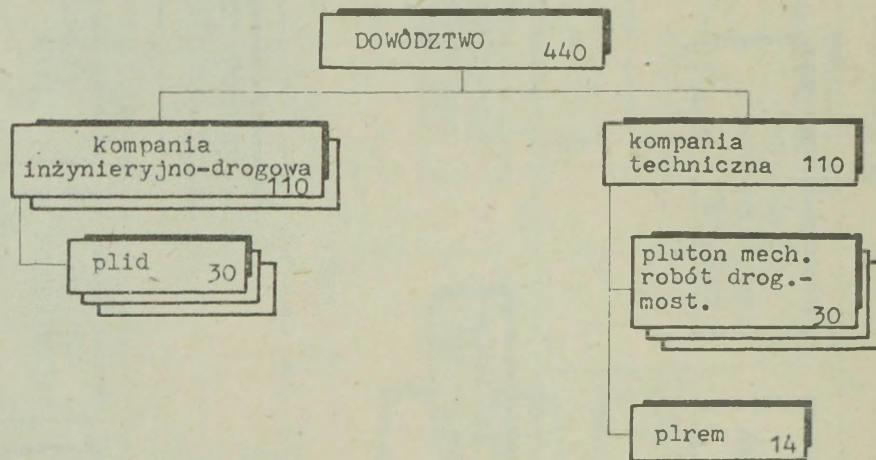 DOWÓDZTWO
440
kompania
inżynieryjno-drogowa
110
plid
30
kompania
techniczna 110
pluton mech.
robót drog.-
most.
30
plrem 14